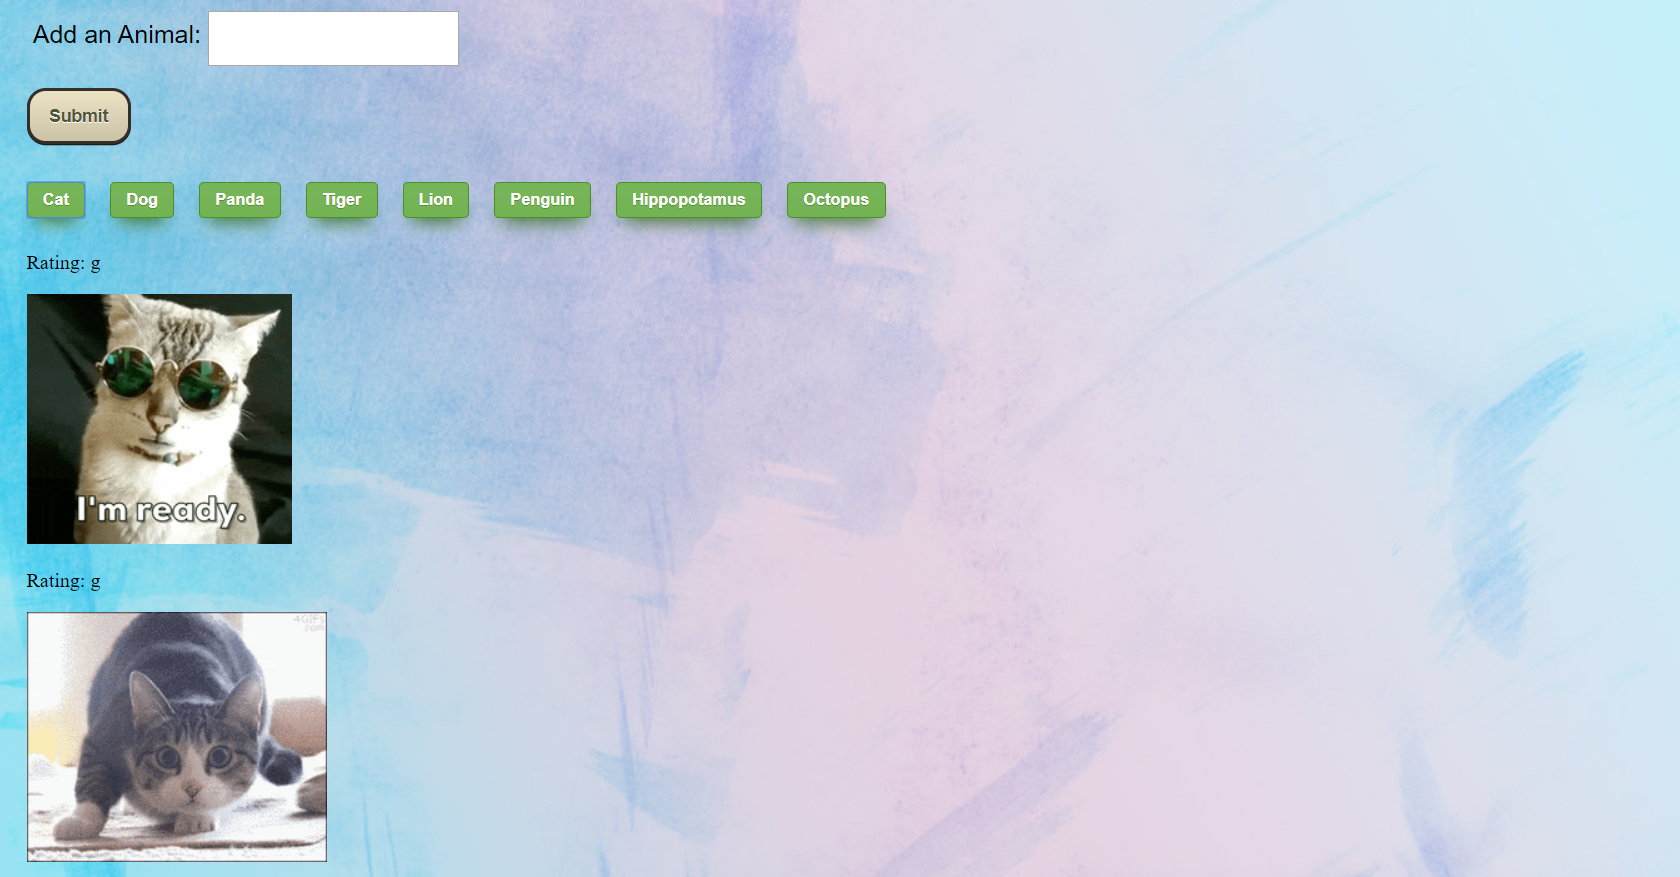 Add an Animal:
Submit
Cat Dog Panda Tiger Lion Penguin Hippopotamus Octopus
Rating: g
I'm ready.
Rating: g
4GIFs
com